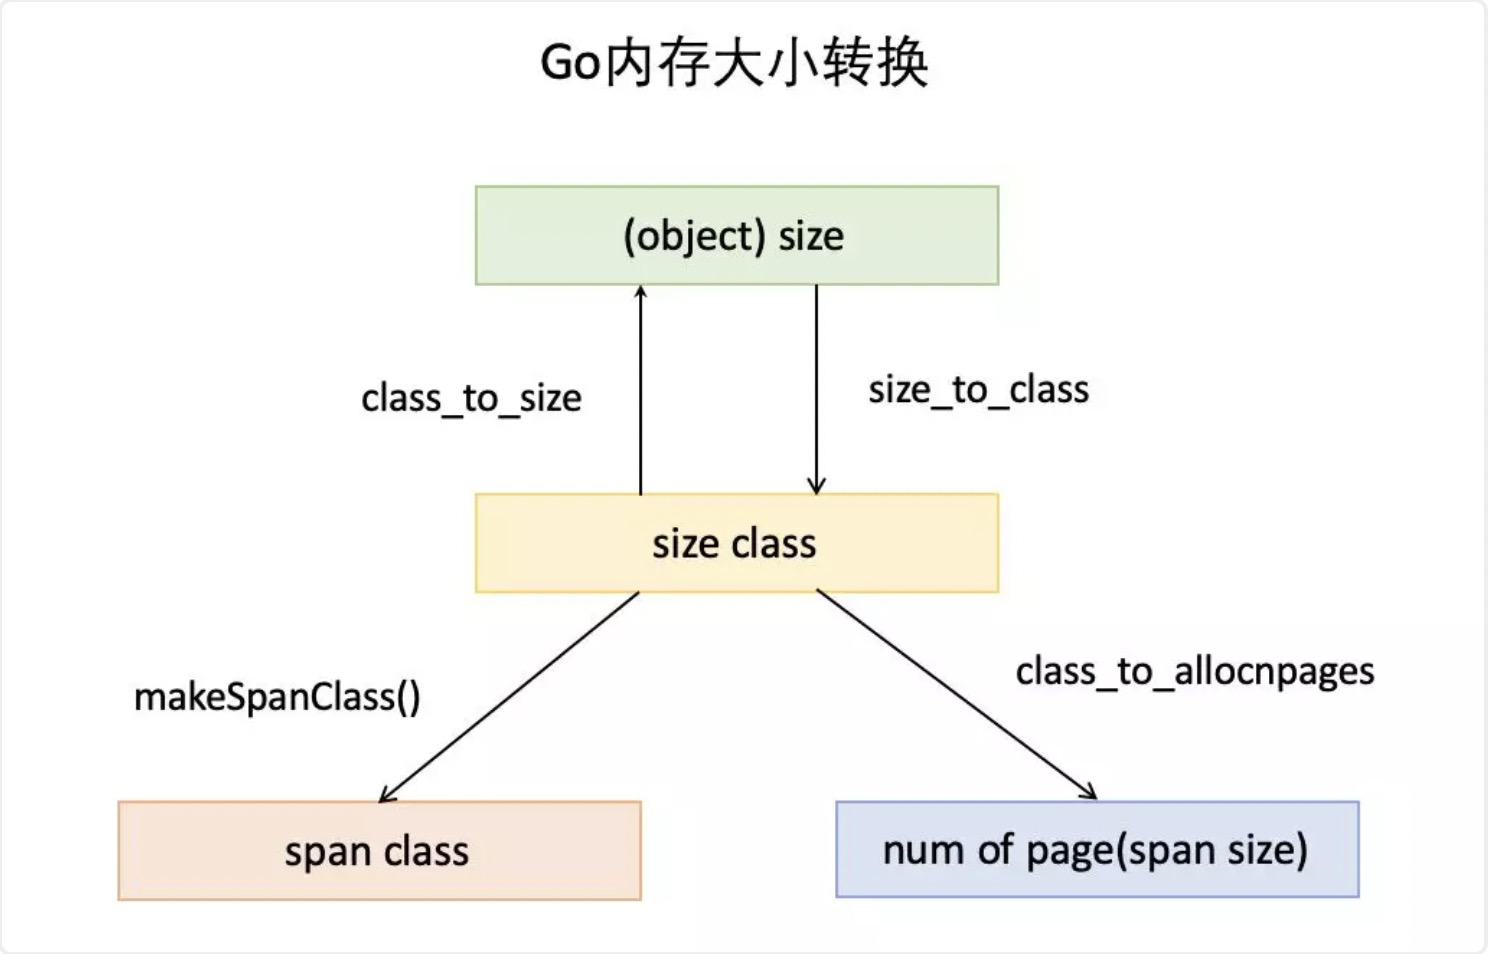 Go内存大小转换
(object) size
class_to_size
size_to_class
size class
makeSpanClass()
class_to_allocnpages
span class
num of page(span size)